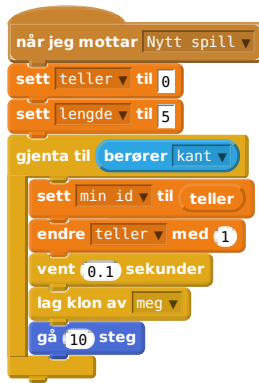 når jeg mottar Nytt spill
sett teller til 0
sett lengde til 5
gjenta til berører kant
sett min id til teller
endre teller med 1
vent 0.1 sekunder
lag klon av meg
gå 10 steg